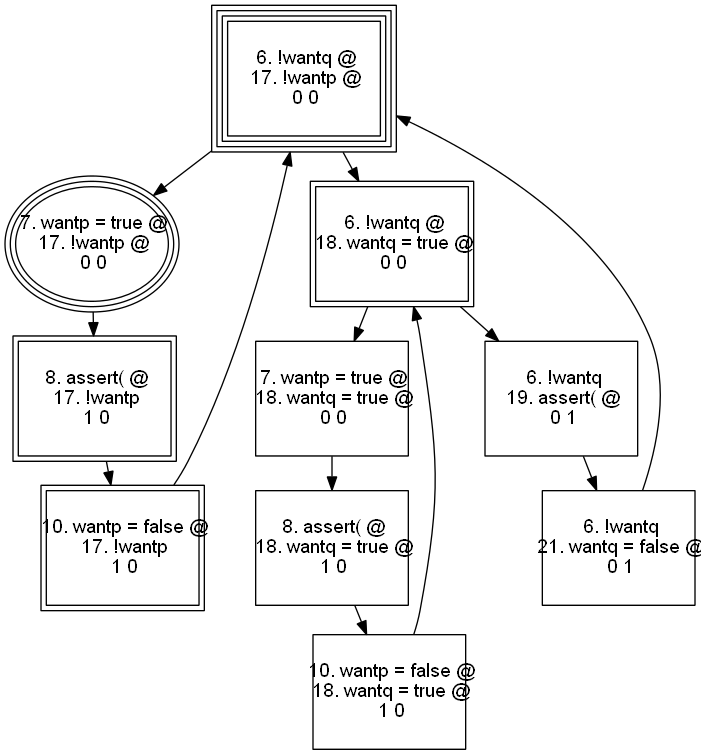 6. !wantq @
17. !wantp @
0 0
7. wantp = true @
17. !wantp @
0 0
6. !wantq @
18. wantq = true @
0 0
8. assert( @
17. !wantp
1 0
7. wantp = true @
18. wantq = true @
0 0
6. !wantq
19. assert( @
0 1
10. wantp = false @
17. !wantp
1 0
8. assert( @
18. wantq = true @
1 0
6. !wantq
21. wantq = false @
0 1
10. wantp = false @
18. wantq = true @
1 0